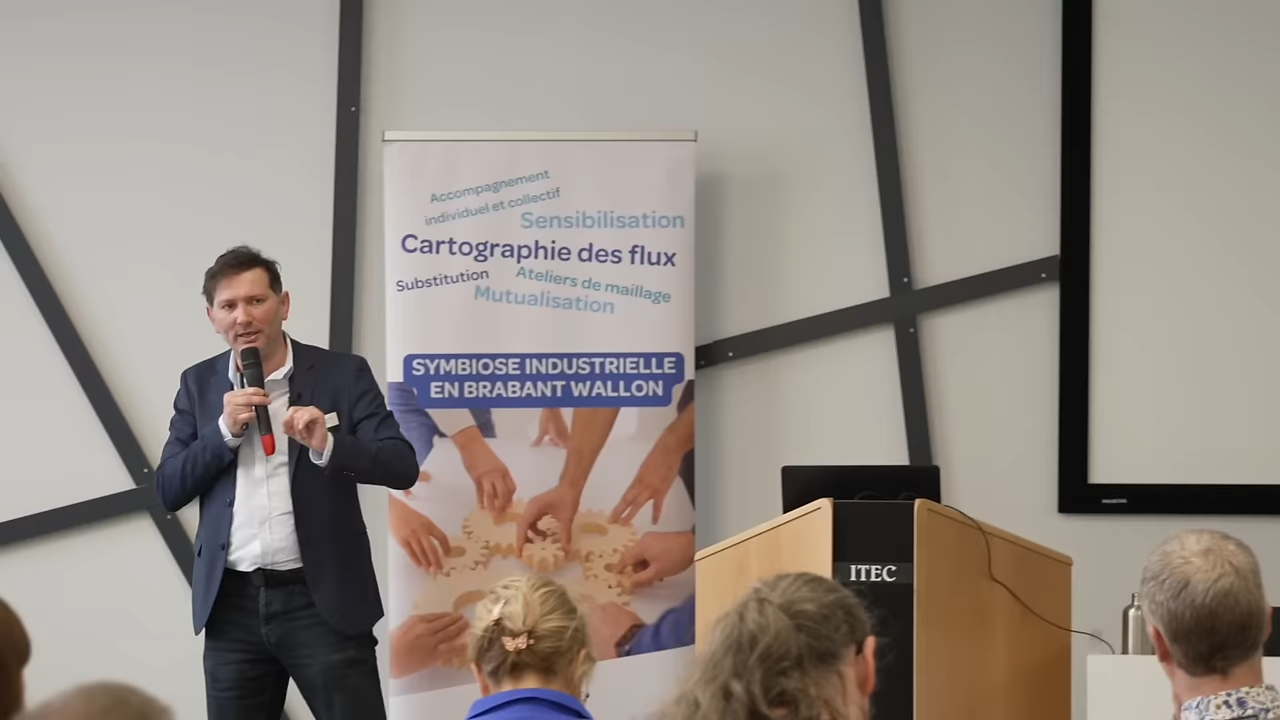 Accompagnement
individuel et collectif
Sensibilisation
Cartographie des flux
Substitution
Ateliers de maillage
Mutualisation
SYMBIOSE INDUSTRIELLE
EN BRABANT WALLON
ITEC